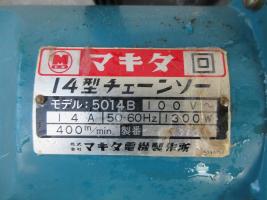 M マキタ
14型チェーンソー
モデル:5014B 100V~
14A 50-60Hz 1300W
400m/min 製番
株式会社 マキタ電機製作所